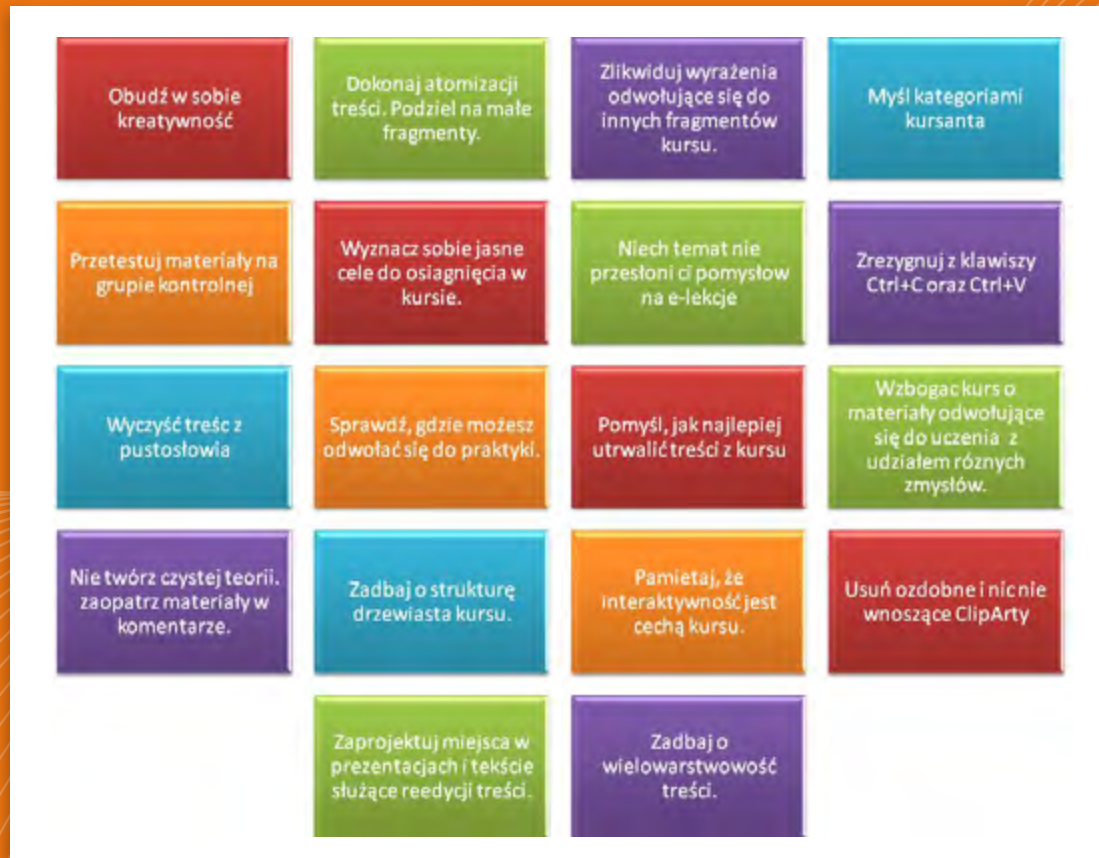 Obudź w sobie
kreatywność
Dokonaj atomizacji
treści. Podziel na małe
fragmenty.
Zlikwiduj wyrażenia
odwołujące się do
innych fragmentów
kursu.
Myśl kategoriami
kursanta
Przetestuj materiały na
grupie kontrolnej
Wyznacz sobie jasne
cele do osiagnięcia w
kursie.
Niech temat nie
przesłoni ci pomysłow
na e-lekcje
Zrezygnuj z klawiszy
Ctrl+C oraz Ctrl+V
Wyczyść treśc z
pustosłowia
Sprawdź, gdzie możesz
odwołać się do praktyki.
Pomyśl, jak najlepiej
utrwalić treści z kursu
Wzbogac kurs o
materiały odwołujące
się do uczenia z
udziałem róznych
zmysłów.
Nie twórz czystej teorii.
zaopatrz materiały w
komentarze.
Zadbaj o strukturę
drzewiasta kursu.
Pamietaj, że
interaktywność jest
cechą kursu.
Usuń ozdobne i nic nie
wnoszące ClipArty
Zaprojektuj miejsca w
prezentacjach i tekście
służące reedycji treści.
Zadbaj o
wielowarstwowość
treści.